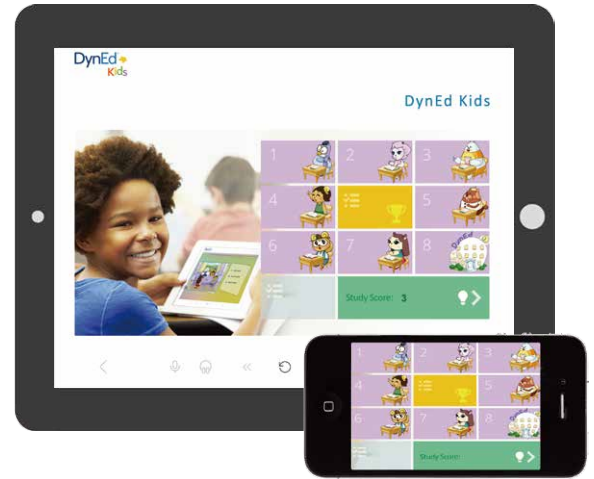 DynEd
Kids
DynEd Kids
1 2 3
4 5
6 7 8
DynEd
Study Score: 3
1 2 3
4 5
6 7 8
Study Score: